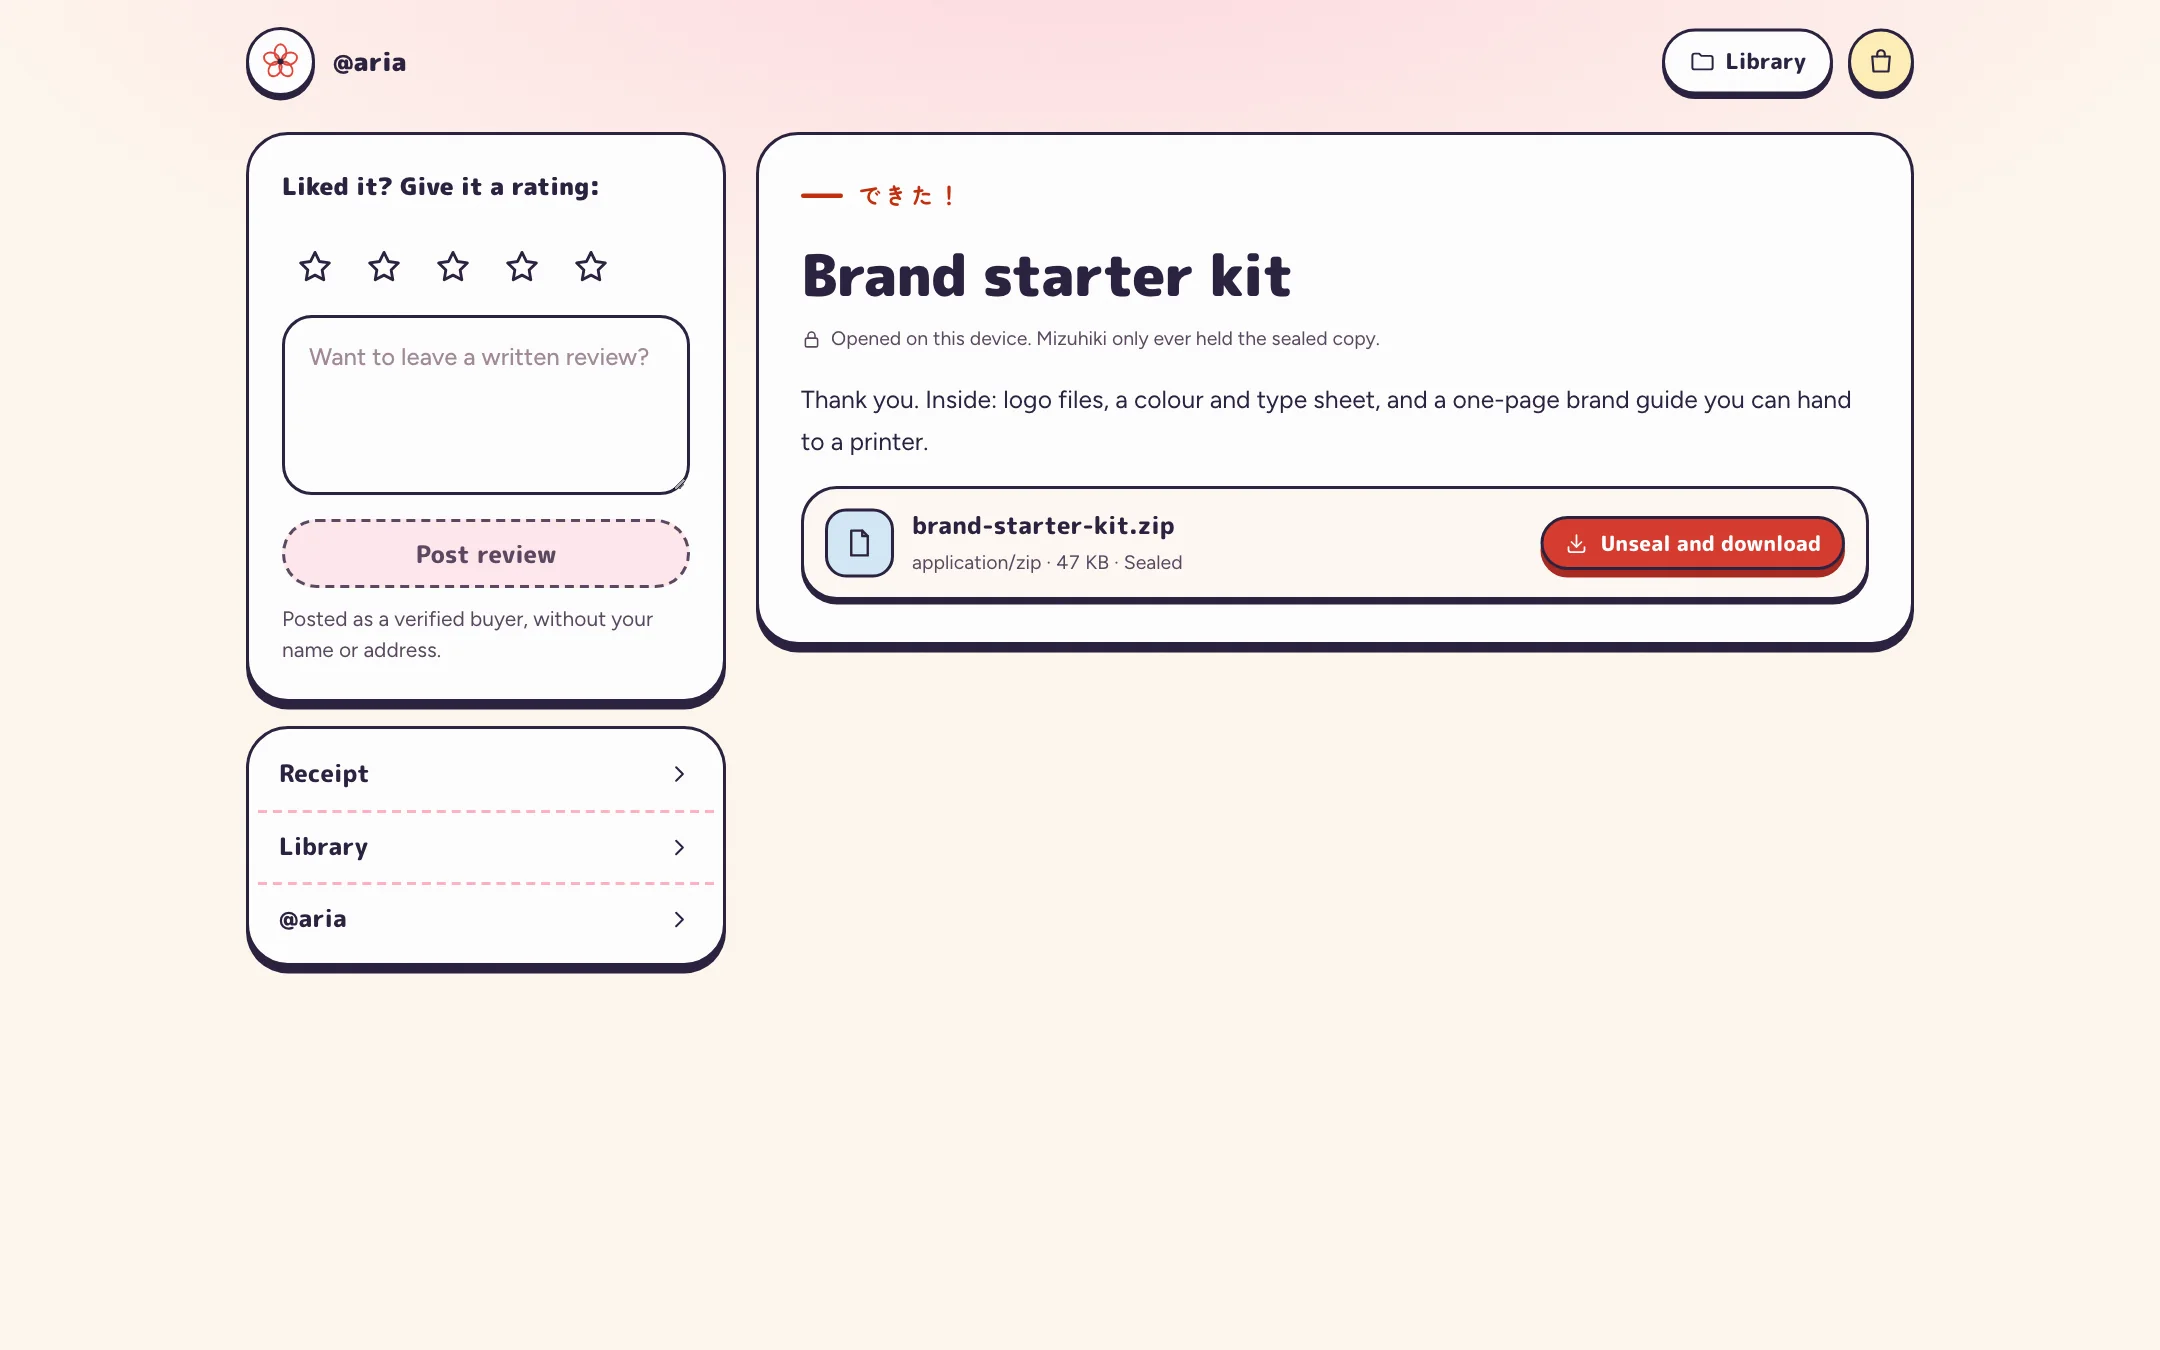 @aria
Library
Liked it? Give it a rating:
Want to leave a written review?
Post review
Posted as a verified buyer, without your
name or address.
Receipt
Library
@aria
できた！
Brand starter kit
Opened on this device. Mizuhiki only ever held the sealed copy.
Thank you. Inside: logo files, a colour and type sheet, and a one-page brand guide you can hand
to a printer.
brand-starter-kit.zip
application/zip · 47 KB · Sealed
Unseal and download